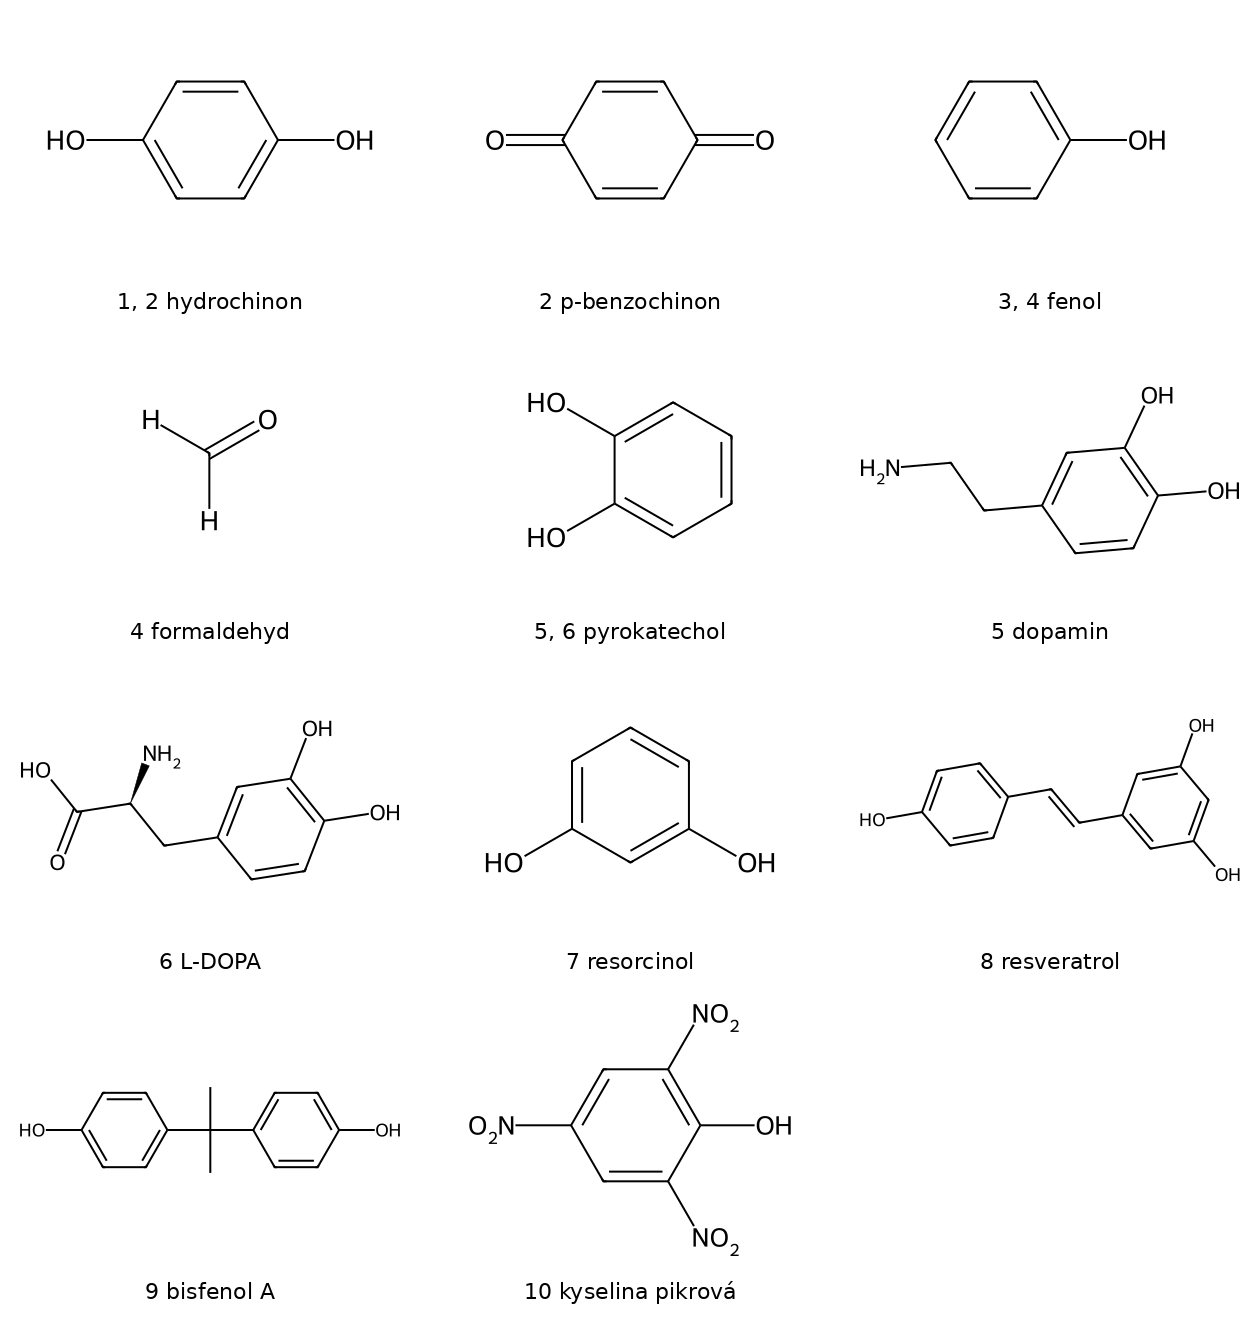 HO OH
O O
OH
1, 2 hydrochinon
2 p-benzochinon
3, 4 fenol
H O
H
HO
HO
OH
H2N
OH
4 formaldehyd
5, 6 pyrokatechol
5 dopamin
OH
NH2
HO
OH
O
HO OH
OH
HO
OH
6 L-DOPA
7 resorcinol
8 resveratrol
HO OH
NO2
O2N
OH
NO2
9 bisfenol A
10 kyselina pikrová